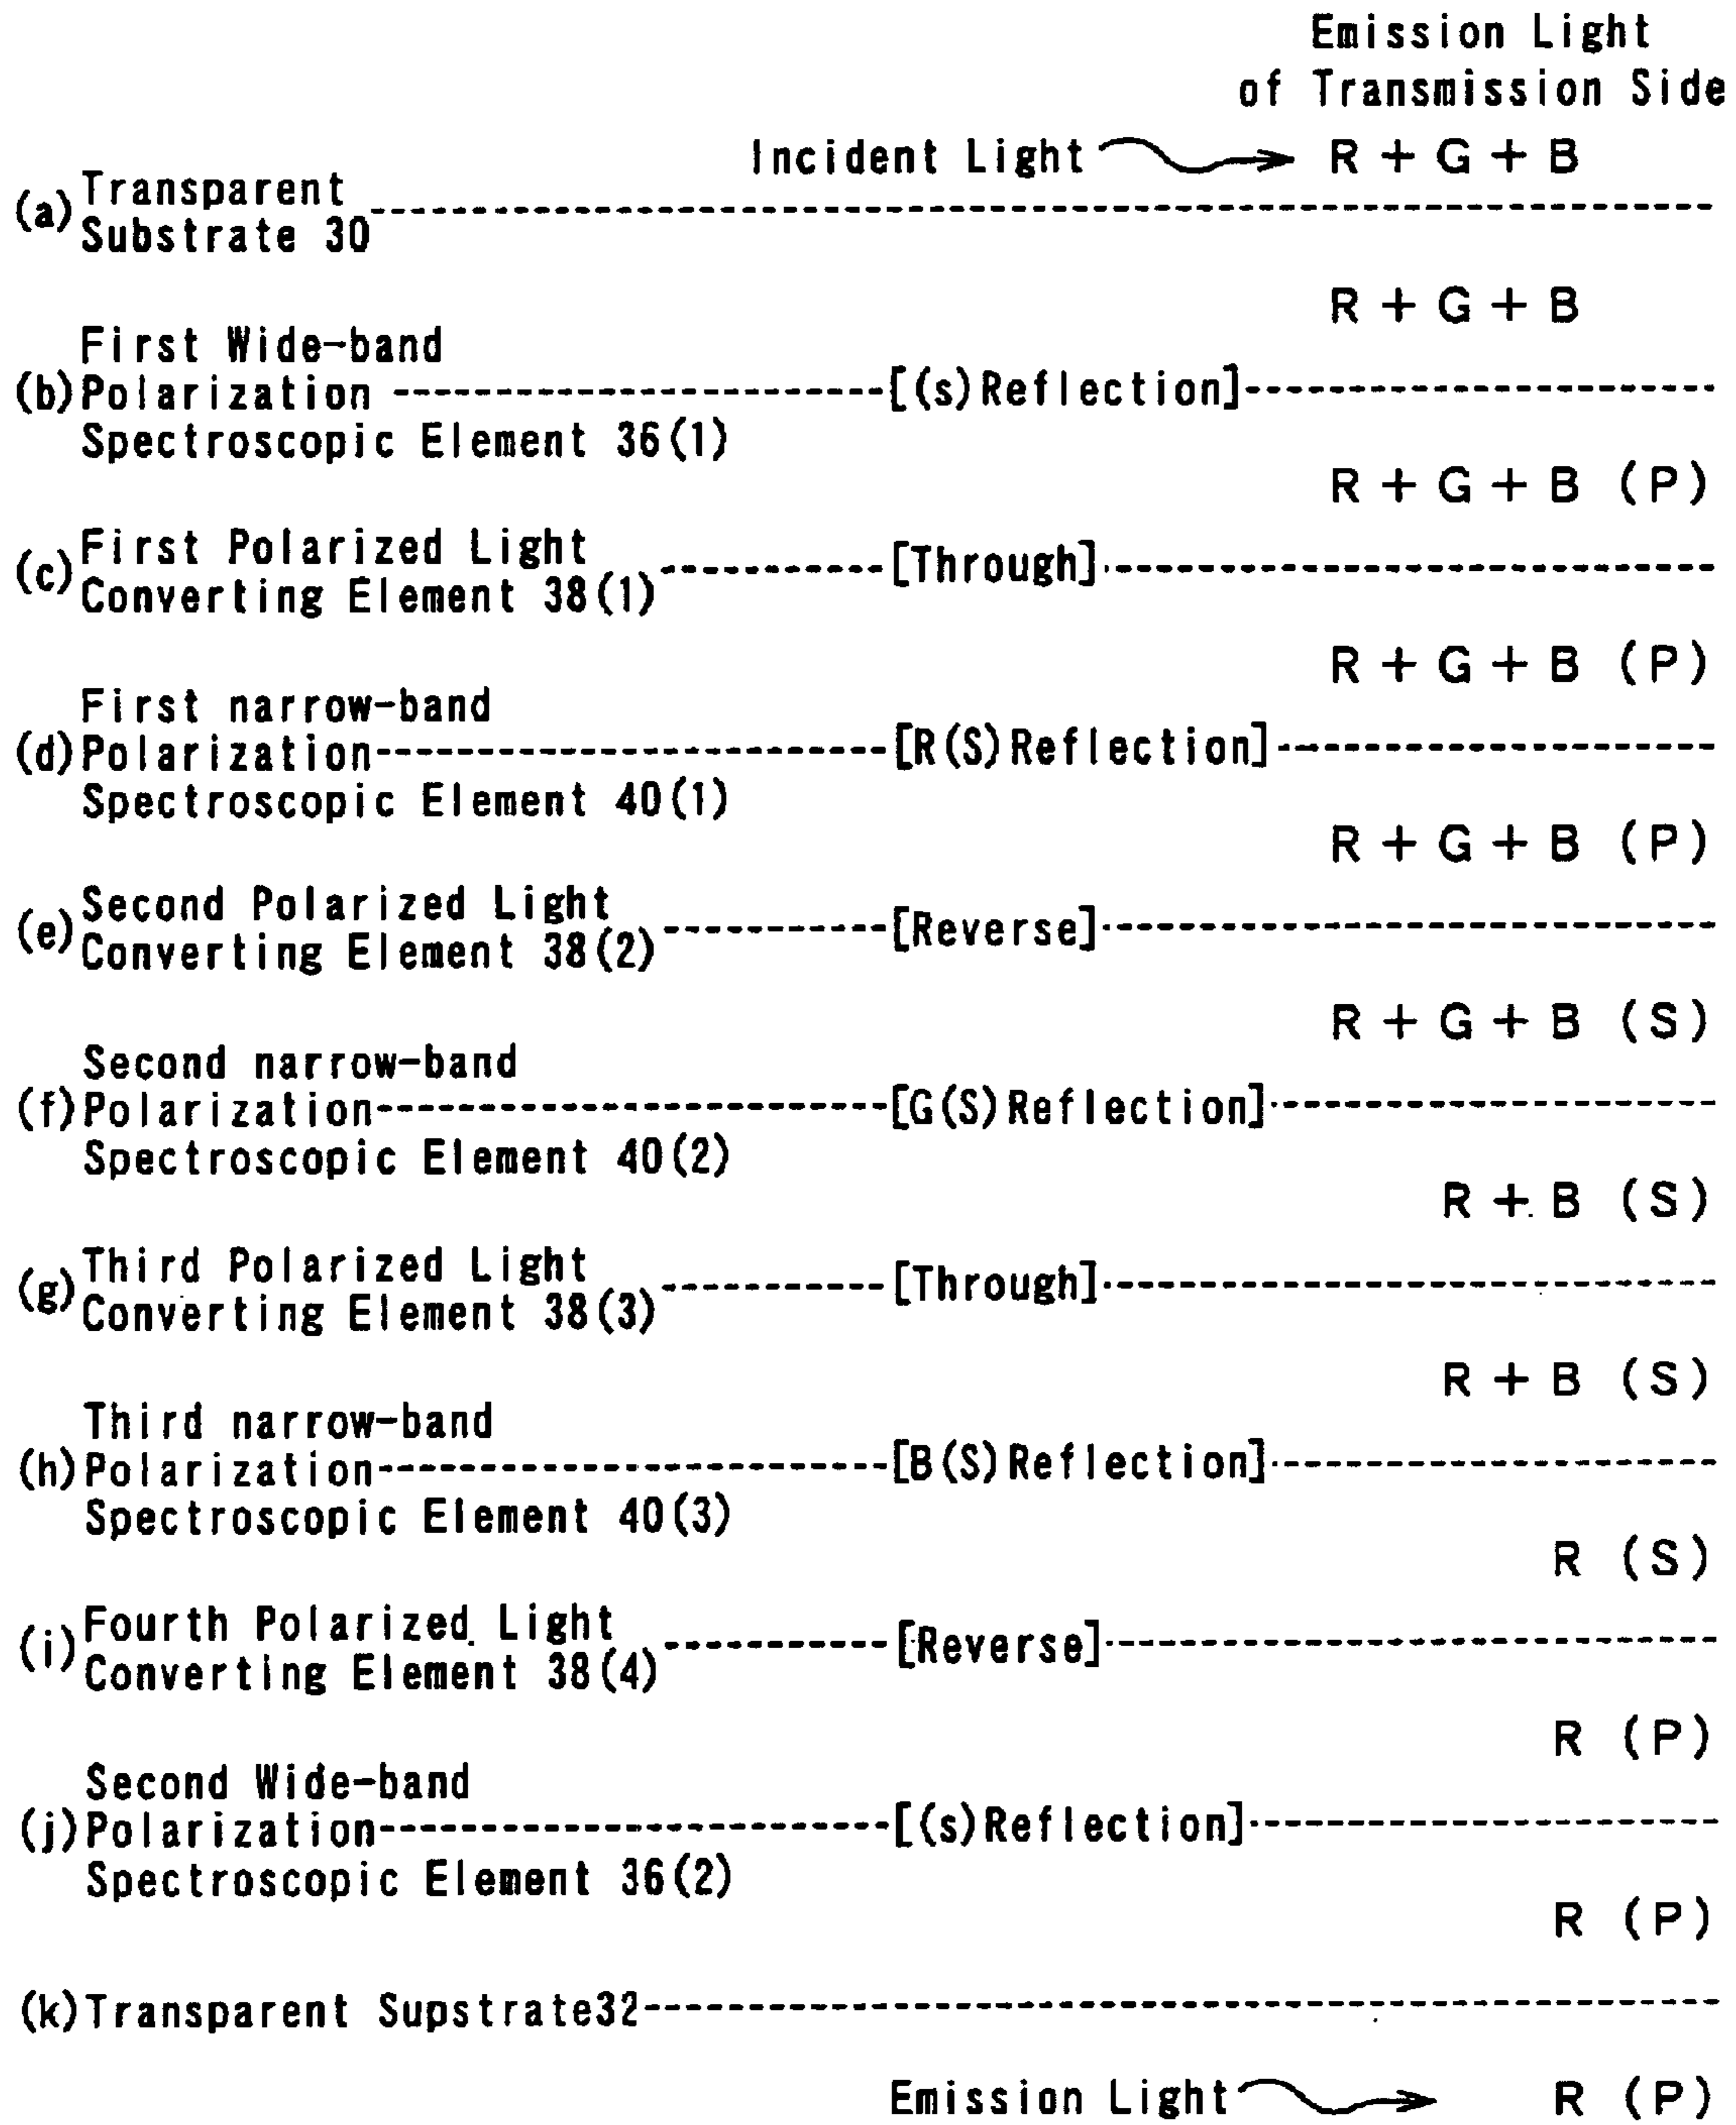 Emission Light
of Transmission Side
Incident Light R + G + B
(a) Transparent
Substrate 30
R + G + B
First Wide-band
(b) Polarization [(s)Reflection]
Spectroscopic Element 36(1)
R + G + B (P)
(c) First Polarized Light
Converting Element 38(1) [Through]
R + G + B (P)
First narrow-band
(d) Polarization [R(S)Reflection]
Spectroscopic Element 40(1)
R + G + B (P)
(e) Second Polarized Light
Converting Element 38(2) [Reverse]
R + G + B (S)
Second narrow-band
(f) Polarization [G(S)Reflection]
Spectroscopic Element 40(2)
R + B (S)
(g) Third Polarized Light
Converting Element 38(3) [Through]
R + B (S)
Third narrow-band
(h) Polarization [B(S)Reflection]
Spectroscopic Element 40(3)
R (S)
(i) Fourth Polarized Light
Converting Element 38(4) [Reverse]
R (P)
Second Wide-band
(j) Polarization [(s)Reflection]
Spectroscopic Element 36(2)
R (P)
(k) Transparent Supstrate32
Emission Light R (P)